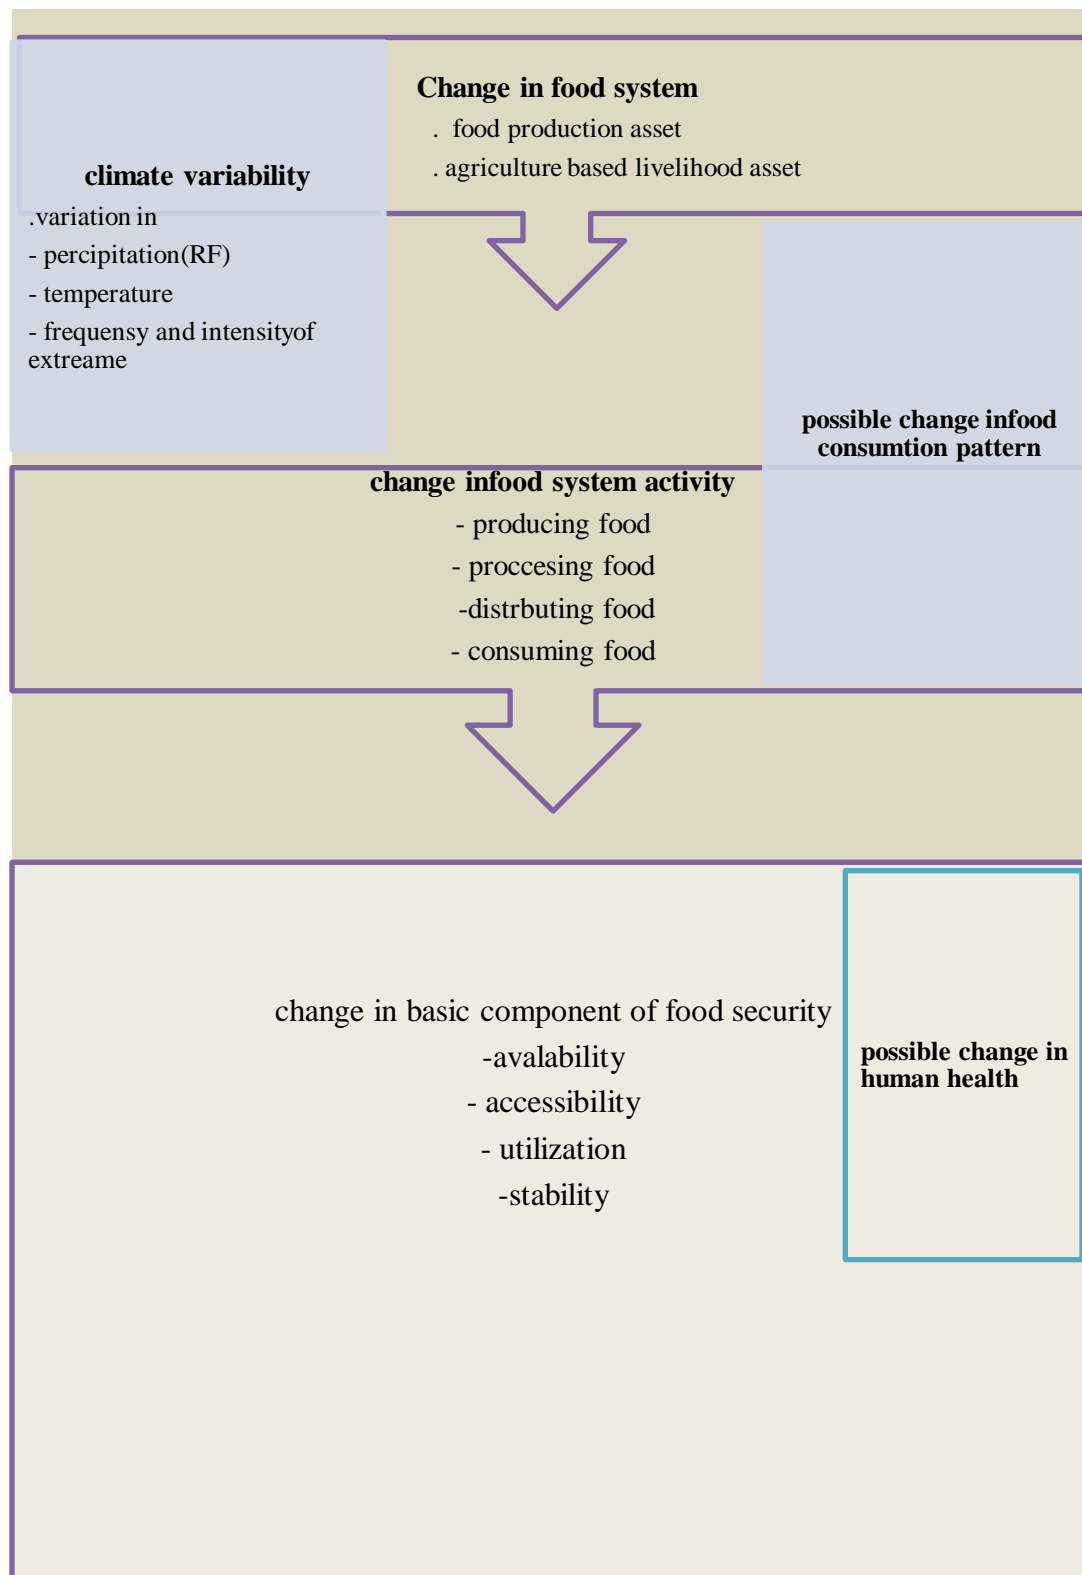 Change in food system
. food production asset
. agriculture based livelihood asset
climate variability
.variation in
- percipitation(RF)
- temperature
- frequensy and intensityof
extreame
possible change infood
consumtion pattern
change infood system activity
- producing food
- proccesing food
-distrbuting food
- consuming food
change in basic component of food security
-avalability
- accessibility
- utilization
-stability
possible change in
human health